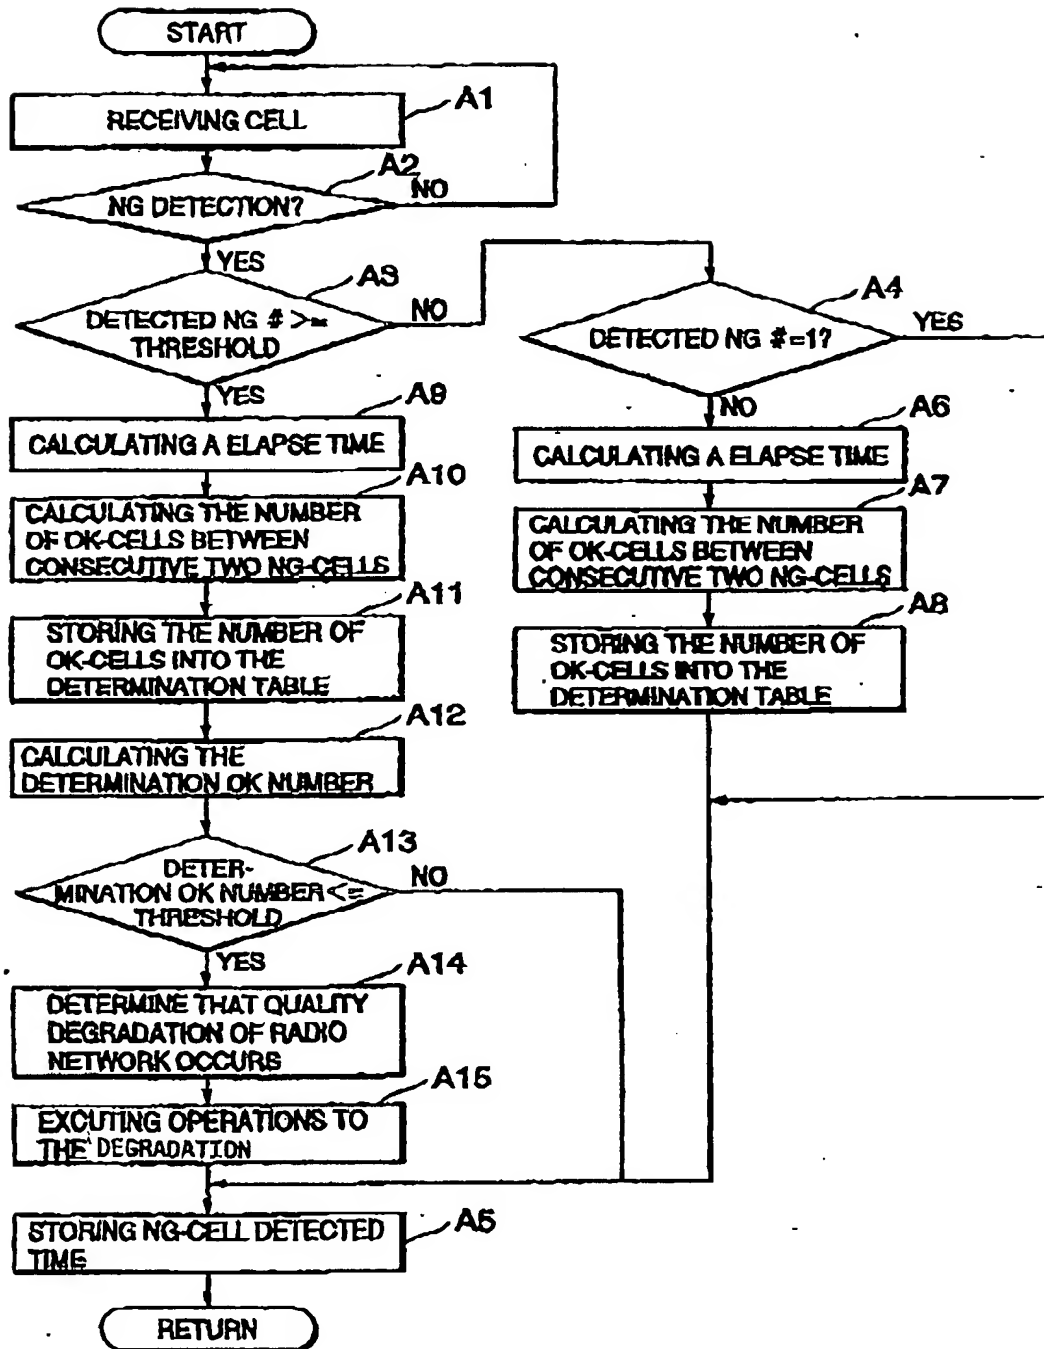 START
RECEIVING CELL
A1
A2
NG DETECTION?
NO
YES
A3
DETECTED NG # >=
THRESHOLD
NO
YES
A4
DETECTED NG #=1?
YES
NO
A9
CALCULATING A ELAPSE TIME
A10
CALCULATING THE NUMBER
OF OK-CELLS BETWEEN
CONSECUTIVE TWO NG-CELLS
A11
STORING THE NUMBER OF
OK-CELLS INTO THE
DETERMINATION TABLE
A12
CALCULATING THE
DETERMINATION OK NUMBER
A6
CALCULATING A ELAPSE TIME
A7
CALCULATING THE NUMBER
OF OK-CELLS BETWEEN
CONSECUTIVE TWO NG-CELLS
A8
STORING THE NUMBER OF
OK-CELLS INTO THE
DETERMINATION TABLE
A13
DETER-
MINATION OK NUMBER <=
THRESHOLD
NO
YES
A14
DETERMINE THAT QUALITY
DEGRADATION OF RADIO
NETWORK OCCURS
A15
EXCUTING OPERATIONS TO
THE DEGRADATION
A5
STORING NG-CELL DETECTED
TIME
RETURN